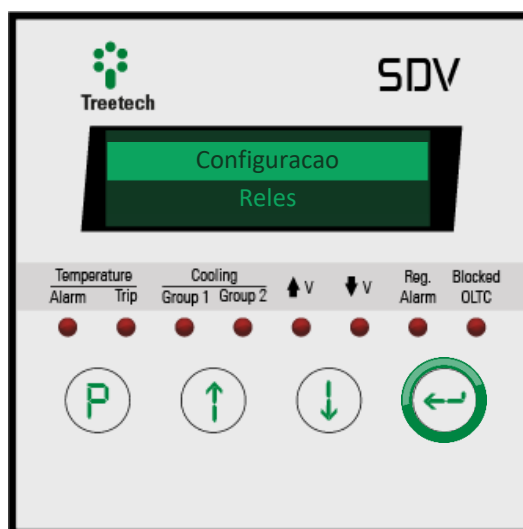 Treetech
SDV
Configuracao
Reles
Temperature
Alarm Trip
Cooling
Group 1 Group 2
V
V
Reg.
Alarm
Blocked
OLTC
P